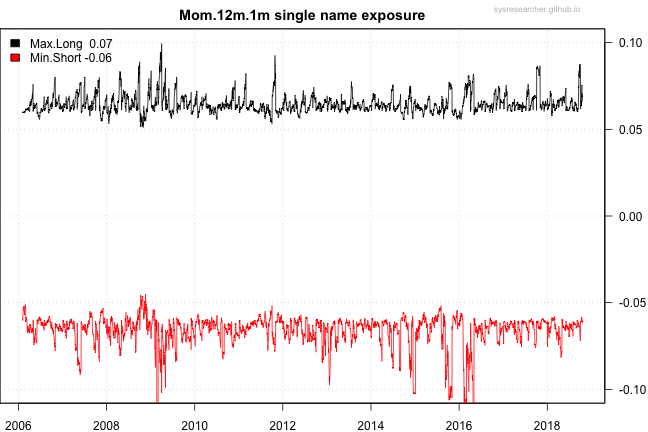 Mom.12m.1m single name exposure
sysresearcher.github.io
Max.Long 0.07
Min.Short -0.06
0.10
0.05
0.00
-0.05
-0.10
2006 2008 2010 2012 2014 2016 2018